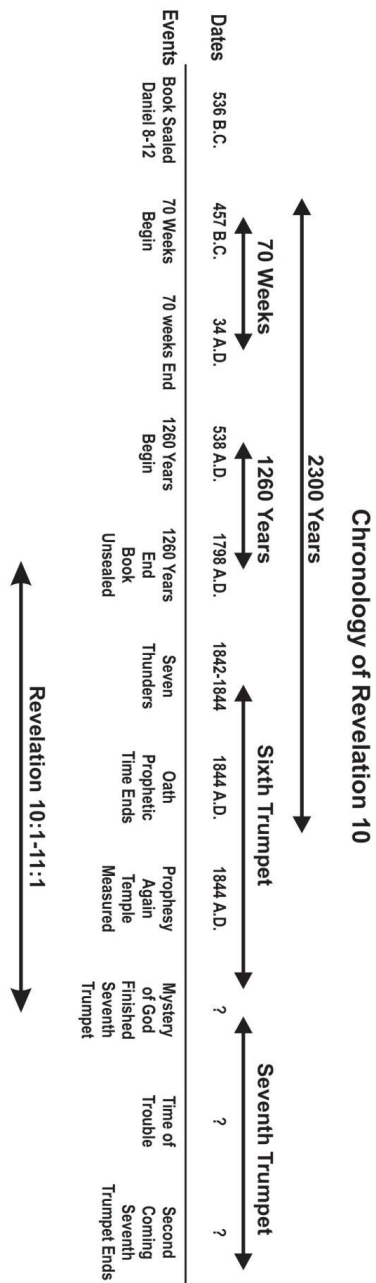 Chronology of Revelation 10
2300 Years
70 Weeks
1260 Years
Sixth Trumpet
Seventh Trumpet
Dates
536 B.C.
457 B.C.
34 A.D.
538 A.D.
1798 A.D.
1842-1844
1844 A.D.
1844 A.D.
?
?
?
Events
Book Sealed
Daniel 8-12
70 Weeks
Begin
70 weeks End
1260 Years
Begin
1260 Years
End
Book
Unsealed
Seven
Thunders
Oath
Prophetic
Time Ends
Prophesy
Again
Temple
Measured
Mystery
of God
Finished
Seventh
Trumpet
Time of
Trouble
Second
Coming
Seventh
Trumpet Ends
Revelation 10:1-11:1